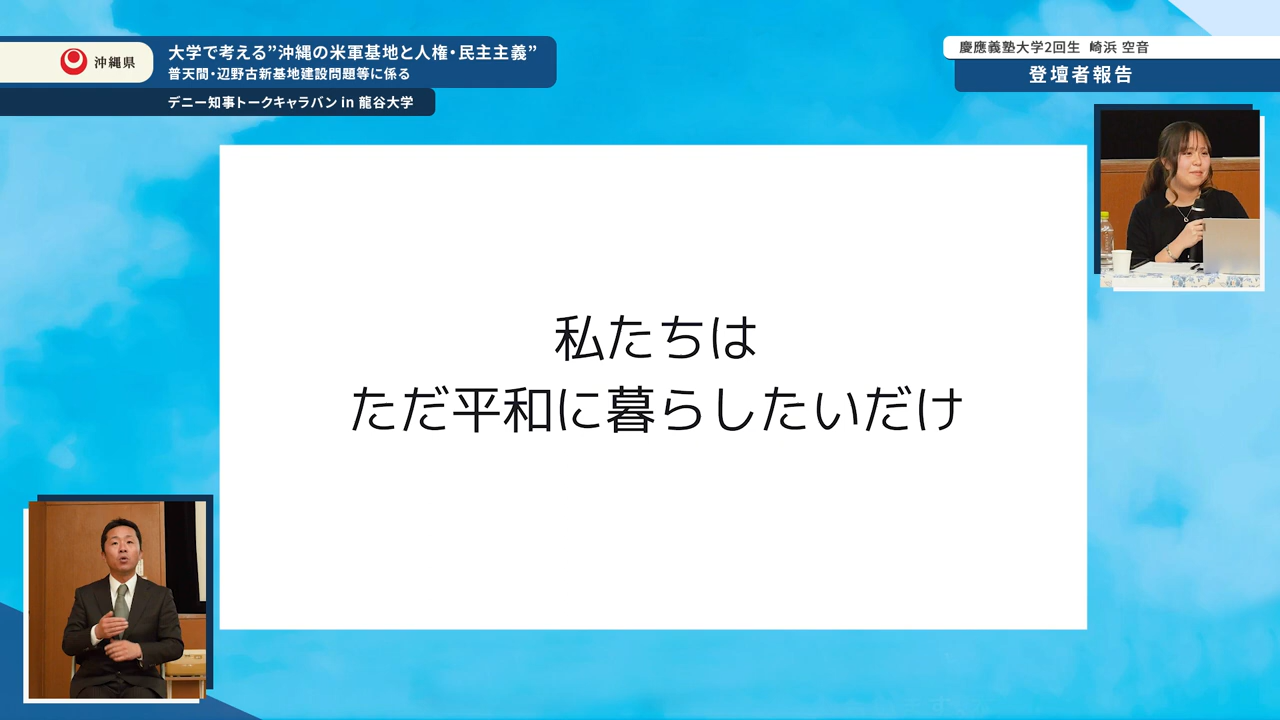 沖縄県
大学で考える”沖縄の米軍基地と人権・民主主義”
普天間・辺野古新基地建設問題等に係る
デニー知事トークキャラバン in 龍谷大学
慶應義塾大学2回生 崎浜 空音
登壇者報告
私たちは
ただ平和に暮らしたいだけ